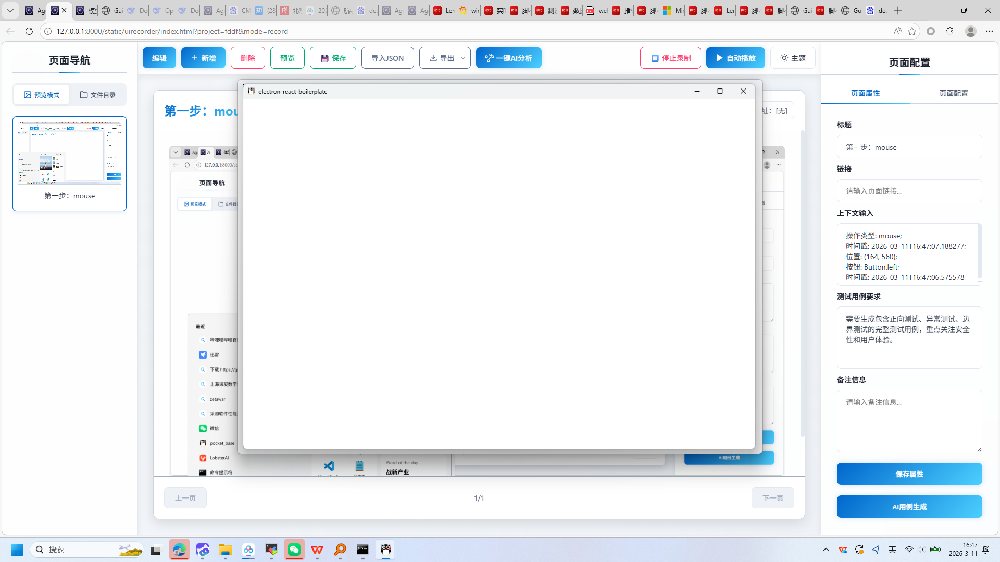 127.0.0.1:8000/static/uirecorder/index.html?project=fddf&mode=record
页面导航
预览模式
文件目录
第一步：mouse
编辑
新增
删除
预览
保存
导入JSON
导出
一键AI分析
停止录制
自动播放
主题
第一步：mou
址：[无]
electron-react-boilerplate
127.0.0.1:8000/st
页面导航
预览模式
最近
哔哩哔哩哔哩官
迅雷
下载 https://g
上海谛凝数字
zetawar
采购软件性能
微信
pocket_base
LobsterAI
命令提示符
Word of the day
战新产业
AI用例生成
上一页
1/1
下一页
页面配置
页面属性
页面配置
标题
第一步：mouse
链接
请输入页面链接...
上下文输入
操作类型: mouse;
时间戳: 2026-03-11T16:47:07.188277;
位置: (164, 560);
按钮: Button.left;
时间戳: 2026-03-11T16:47:06.575578
测试用例要求
需要生成包含正向测试、异常测试、边
界测试的完整测试用例，重点关注安全
性和用户体验。
备注信息
请输入备注信息...
保存属性
AI用例生成
搜索
英
16:47
2026-3-11